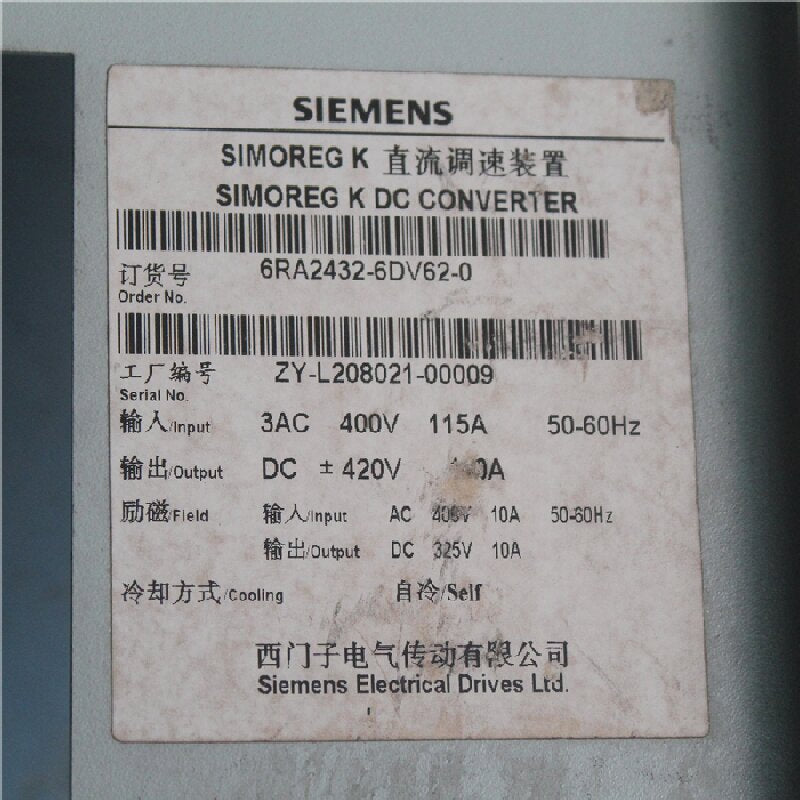 SIEMENS
SIMOREG K 直流调速装置
SIMOREG K DC CONVERTER
订货号 6RA2432-6DV62-0
Order No.
工厂编号 ZY-L208021-00009
Serial No.
输入/Input 3AC 400V 115A 50-60Hz
输出/Output DC ±420V
励磁/Field 输入/Input AC 400V 10A 50-60Hz
输出/Output DC 325V 10A
冷却方式/Cooling 自冷/Self
西门子电气传动有限公司
Siemens Electrical Drives Ltd.